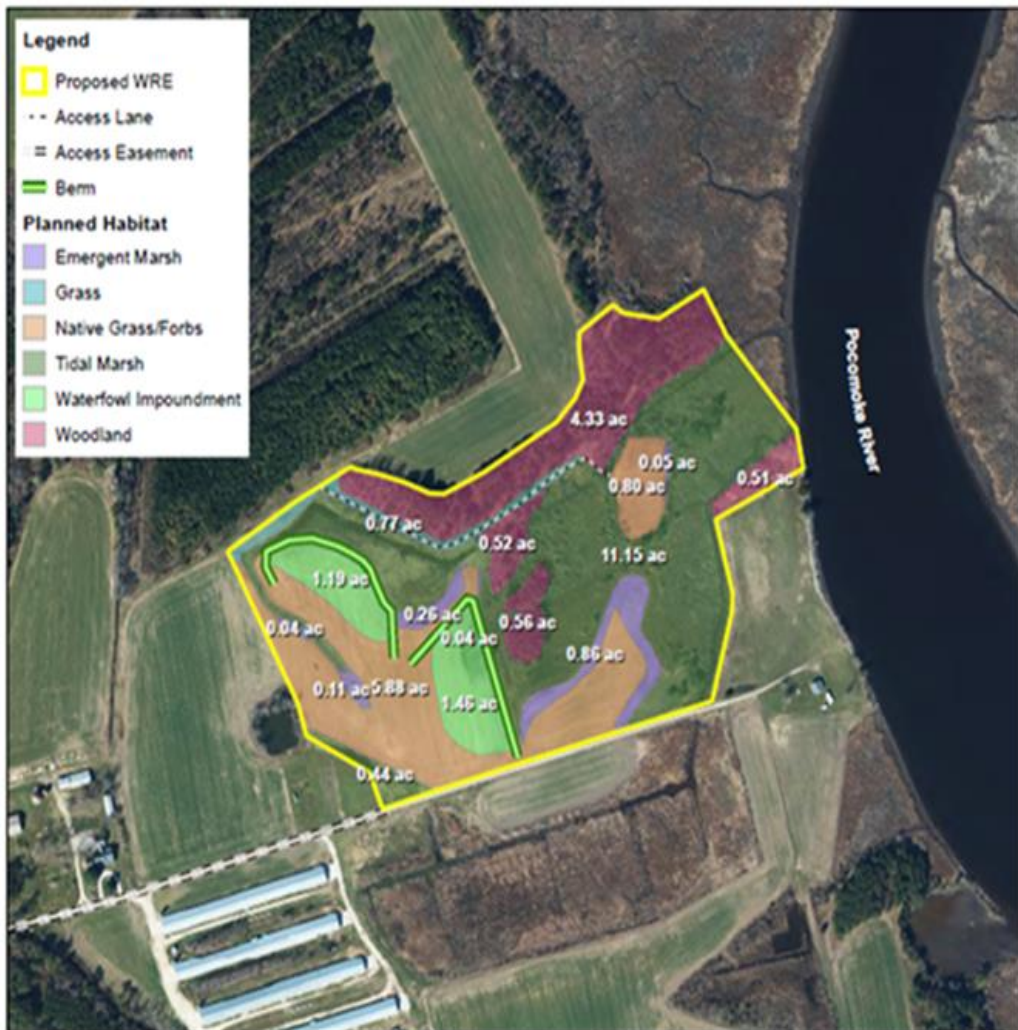 Legend
Proposed WRE
Access Lane
Access Easement
Berm
Planned Habitat
Emergent Marsh
Grass
Native Grass/Forbs
Tidal Marsh
Waterfowl Impoundment
Woodland
Pocomoke River
4.33 ac
0.05 ac
0.80 ac
0.51 ac
0.77 ac
0.52 ac
11.15 ac
1.19 ac
0.26 ac
0.04 ac
0.04 ac
0.56 ac
0.86 ac
0.11 ac
5.88 ac
1.46 ac
0.44 ac